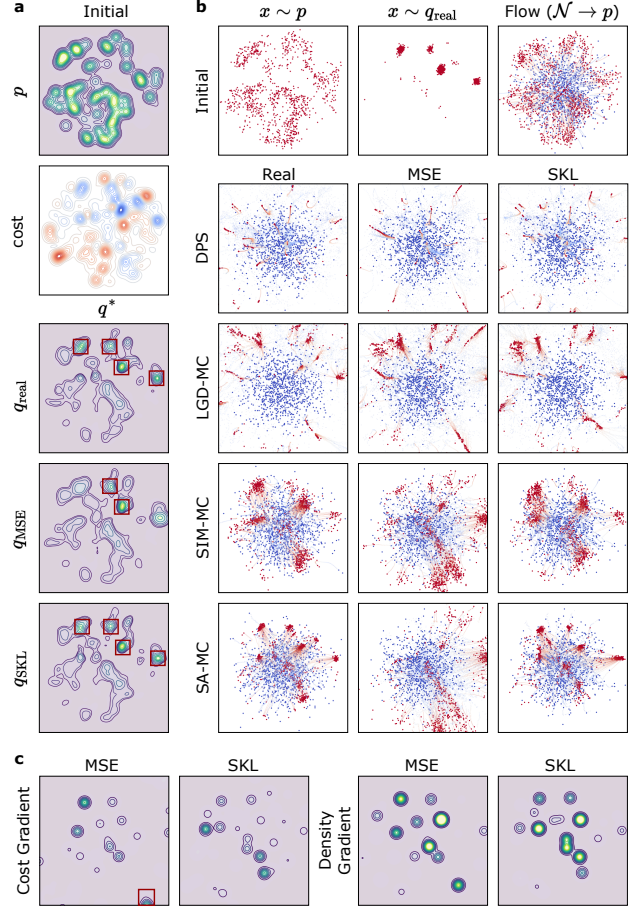 a
Initial
p
cost
q*
q_real
q_MSE
q_SKL
b
x ∼ p
x ∼ q_real
Flow (𝒩 → p)
Initial
Real
MSE
SKL
DPS
LGD-MC
SIM-MC
SA-MC
c
MSE
SKL
MSE
SKL
Cost Gradient
Density
Gradient